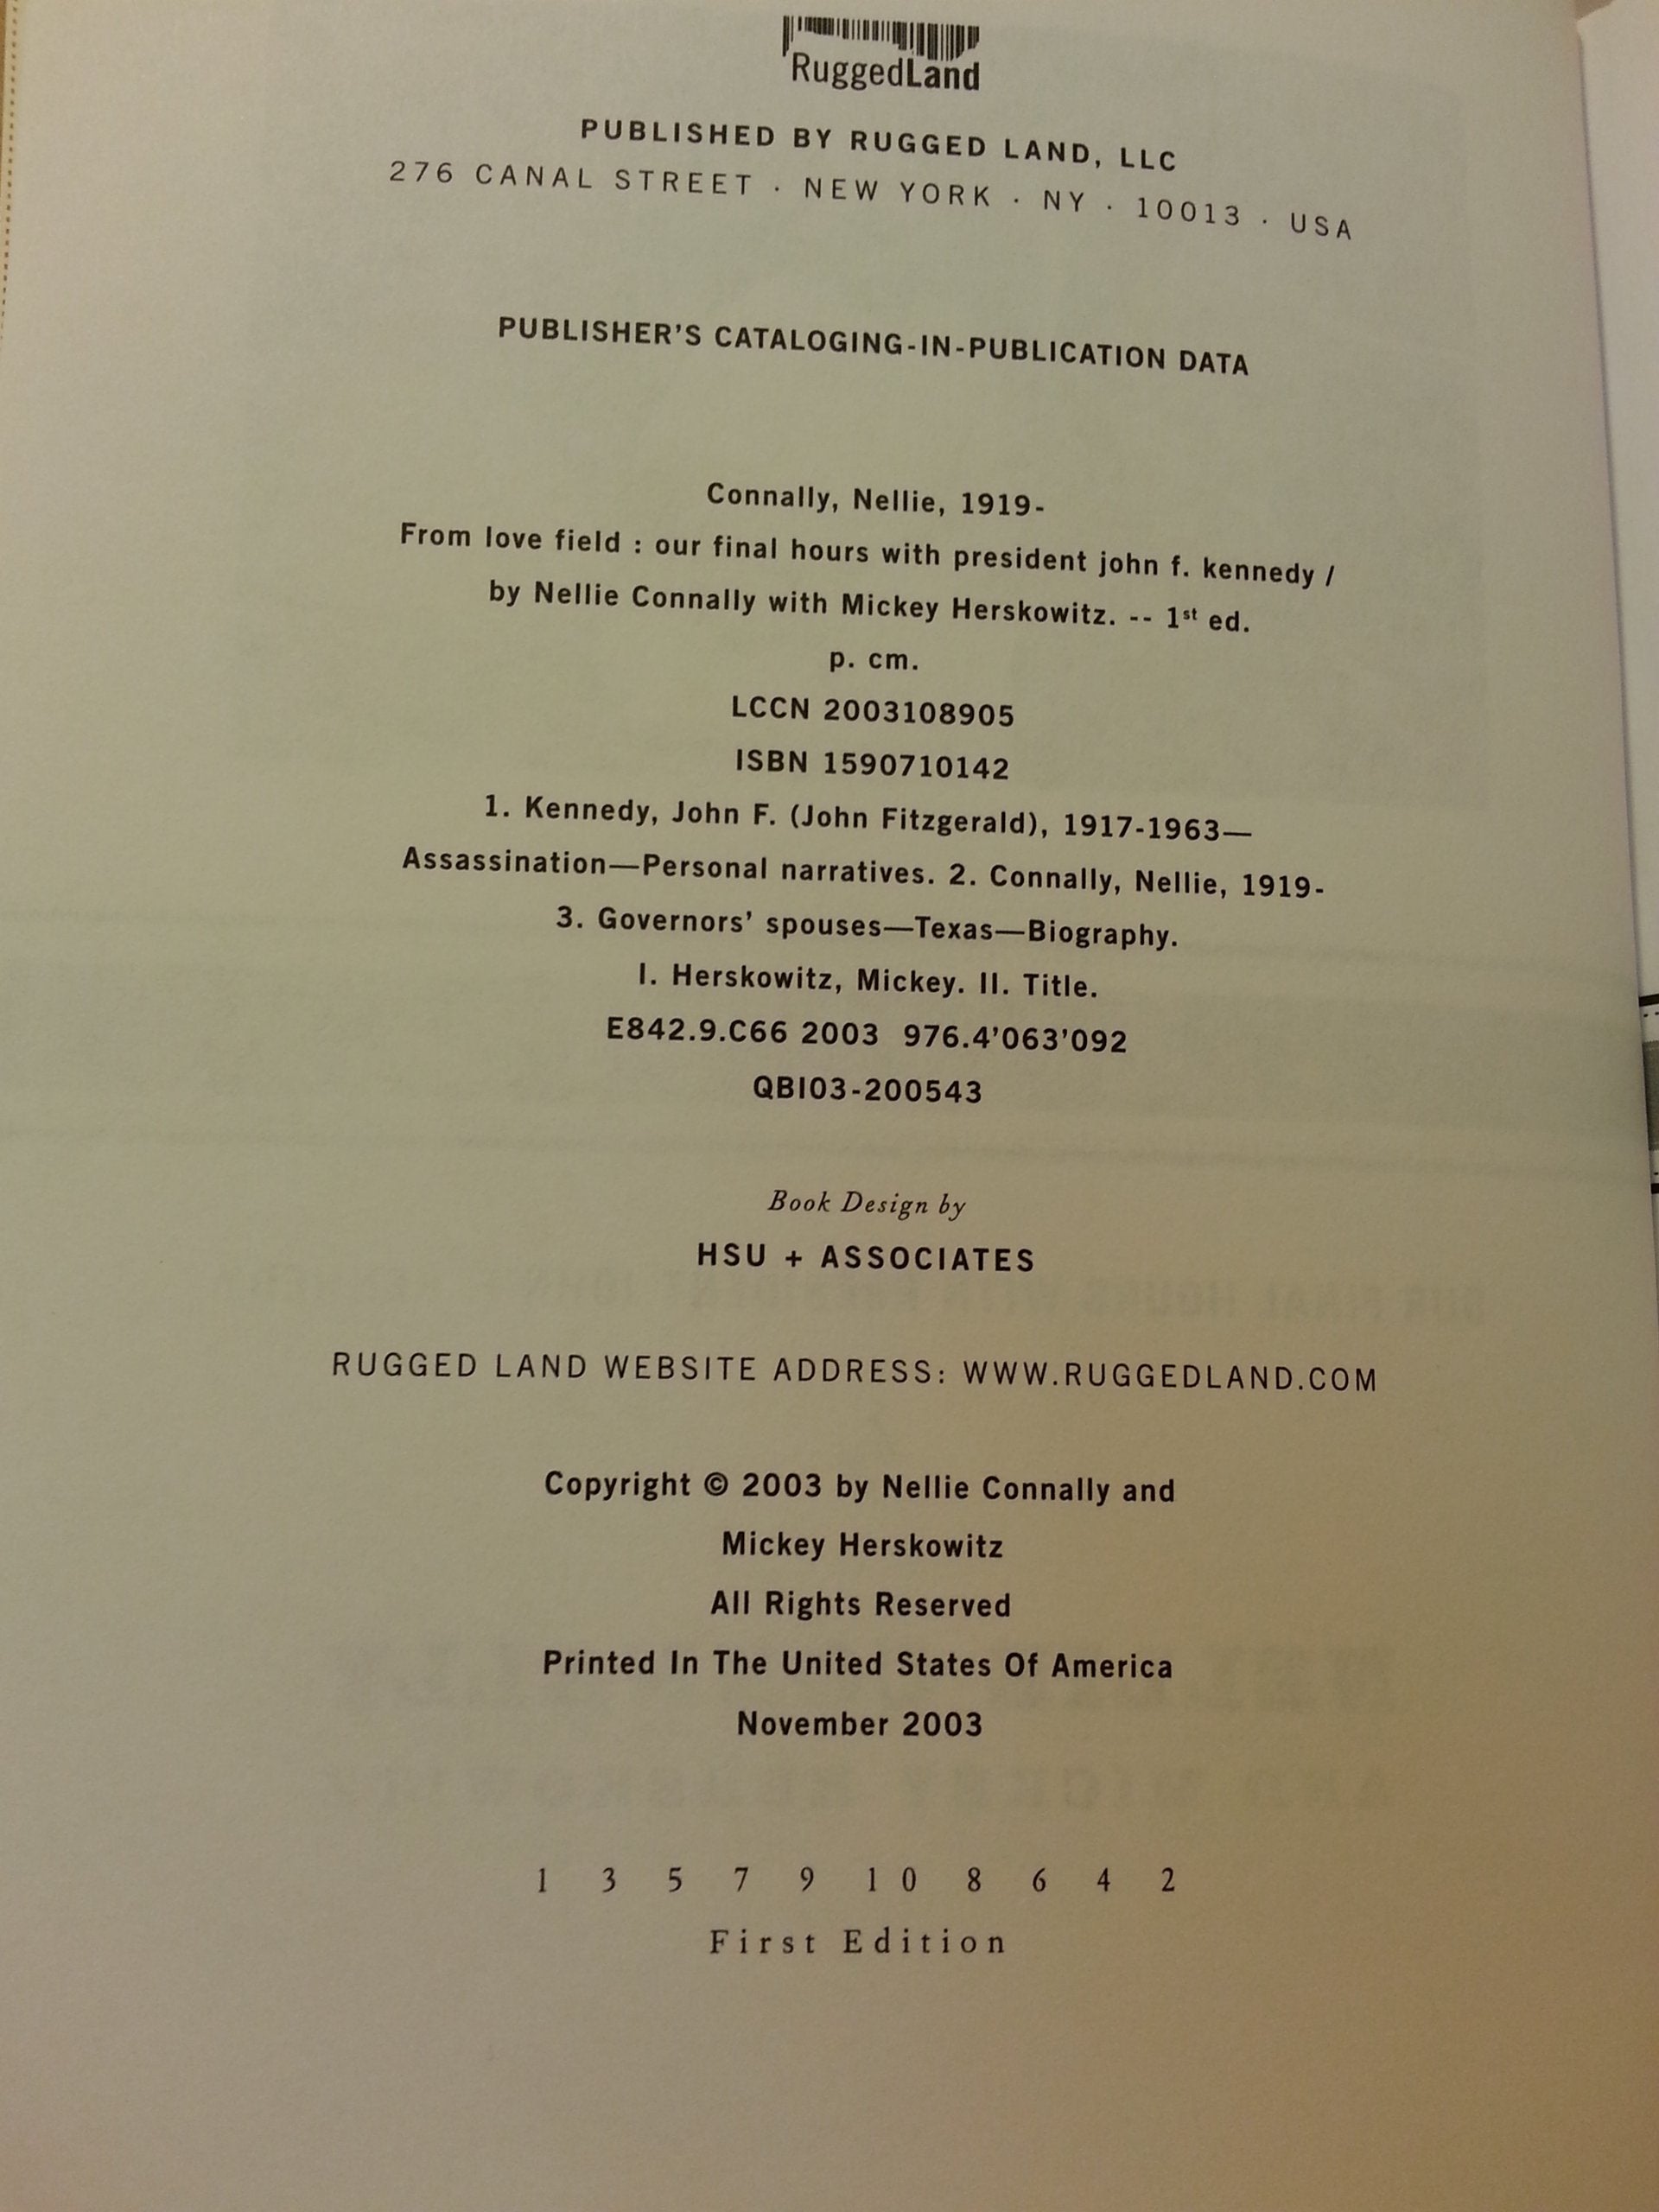 RuggedLand
PUBLISHED BY RUGGED LAND, LLC
276 CANAL STREET · NEW YORK · NY · 10013 · USA
PUBLISHER'S CATALOGING-IN-PUBLICATION DATA
Connally, Nellie, 1919-
From love field : our final hours with president john f. kennedy /
by Nellie Connally with Mickey Herskowitz. -- 1st ed.
p. cm.
LCCN 2003108905
ISBN 1590710142
1. Kennedy, John F. (John Fitzgerald), 1917-1963—
Assassination—Personal narratives. 2. Connally, Nellie, 1919-
3. Governors' spouses—Texas—Biography.
I. Herskowitz, Mickey. II. Title.
E842.9.C66 2003 976.4'063'092
QBI03-200543
Book Design by
HSU + ASSOCIATES
RUGGED LAND WEBSITE ADDRESS: WWW.RUGGEDLAND.COM
Copyright © 2003 by Nellie Connally and
Mickey Herskowitz
All Rights Reserved
Printed In The United States Of America
November 2003
1 3 5 7 9 10 8 6 4 2
First Edition